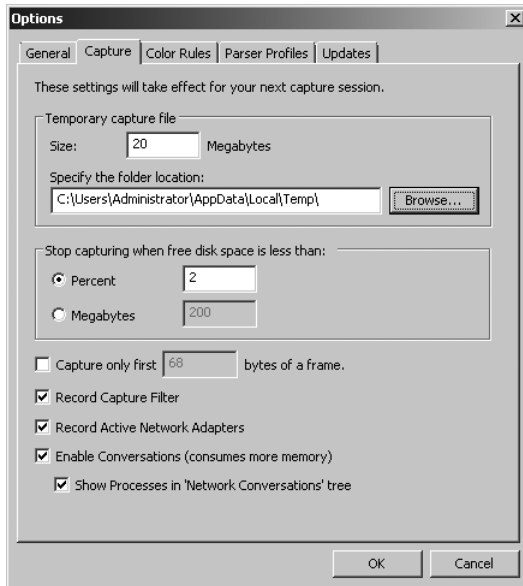 Options
General Capture Color Rules Parser Profiles Updates
These settings will take effect for your next capture session.
Temporary capture file
Size: 20 Megabytes
Specify the folder location:
C:\Users\Administrator\AppData\Local\Temp\ Browse...
Stop capturing when free disk space is less than:
Percent 2
Megabytes 200
Capture only first 68 bytes of a frame.
Record Capture Filter
Record Active Network Adapters
Enable Conversations (consumes more memory)
Show Processes in 'Network Conversations' tree
OK Cancel